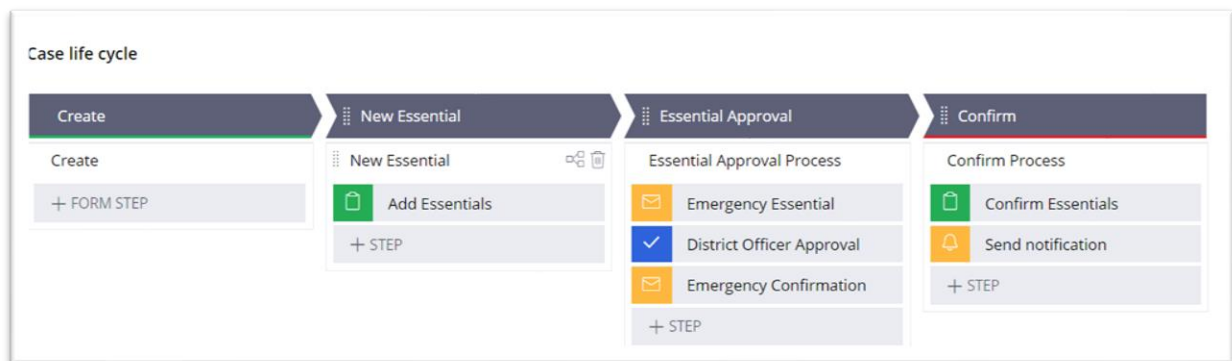 Case life cycle
Create
New Essential
Essential Approval
Confirm
Create
+ FORM STEP
New Essential
Add Essentials
+ STEP
Essential Approval Process
Emergency Essential
District Officer Approval
Emergency Confirmation
+ STEP
Confirm Process
Confirm Essentials
Send notification
+ STEP